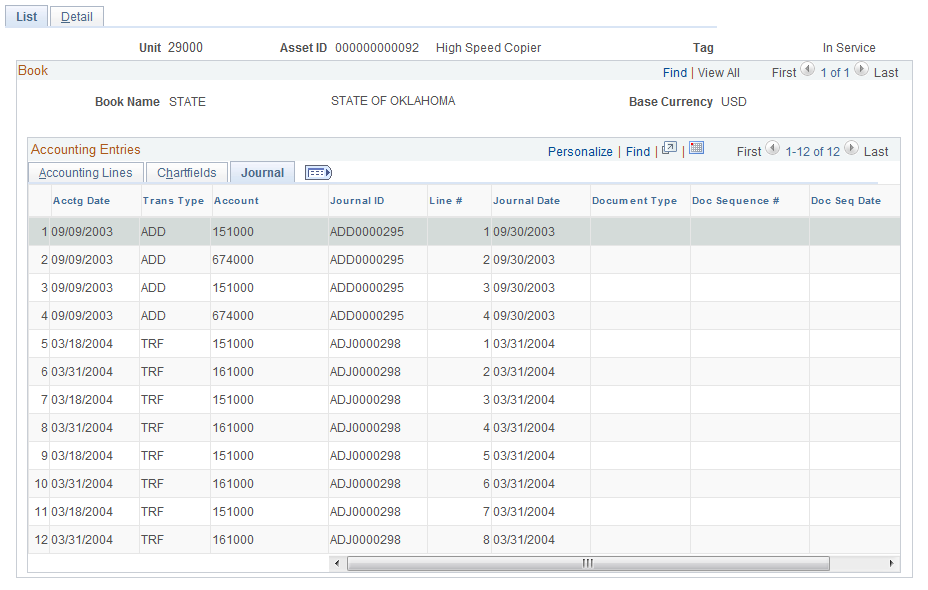 List Detail
Unit 29000 Asset ID 000000000092 High Speed Copier Tag In Service
Book Find | View All First 1 of 1 Last
Book Name STATE STATE OF OKLAHOMA Base Currency USD
Accounting Entries Personalize | Find | | First 1-12 of 12 Last
Accounting Lines Chartfields Journal
Acctg Date Trans Type Account Journal ID Line # Journal Date Document Type Doc Sequence # Doc Seq Date
1 09/09/2003 ADD 151000 ADD0000295 1 09/30/2003
2 09/09/2003 ADD 674000 ADD0000295 2 09/30/2003
3 09/09/2003 ADD 151000 ADD0000295 3 09/30/2003
4 09/09/2003 ADD 674000 ADD0000295 4 09/30/2003
5 03/18/2004 TRF 151000 ADJ0000298 1 03/31/2004
6 03/31/2004 TRF 161000 ADJ0000298 2 03/31/2004
7 03/18/2004 TRF 151000 ADJ0000298 3 03/31/2004
8 03/31/2004 TRF 161000 ADJ0000298 4 03/31/2004
9 03/18/2004 TRF 151000 ADJ0000298 5 03/31/2004
10 03/31/2004 TRF 161000 ADJ0000298 6 03/31/2004
11 03/18/2004 TRF 151000 ADJ0000298 7 03/31/2004
12 03/31/2004 TRF 161000 ADJ0000298 8 03/31/2004